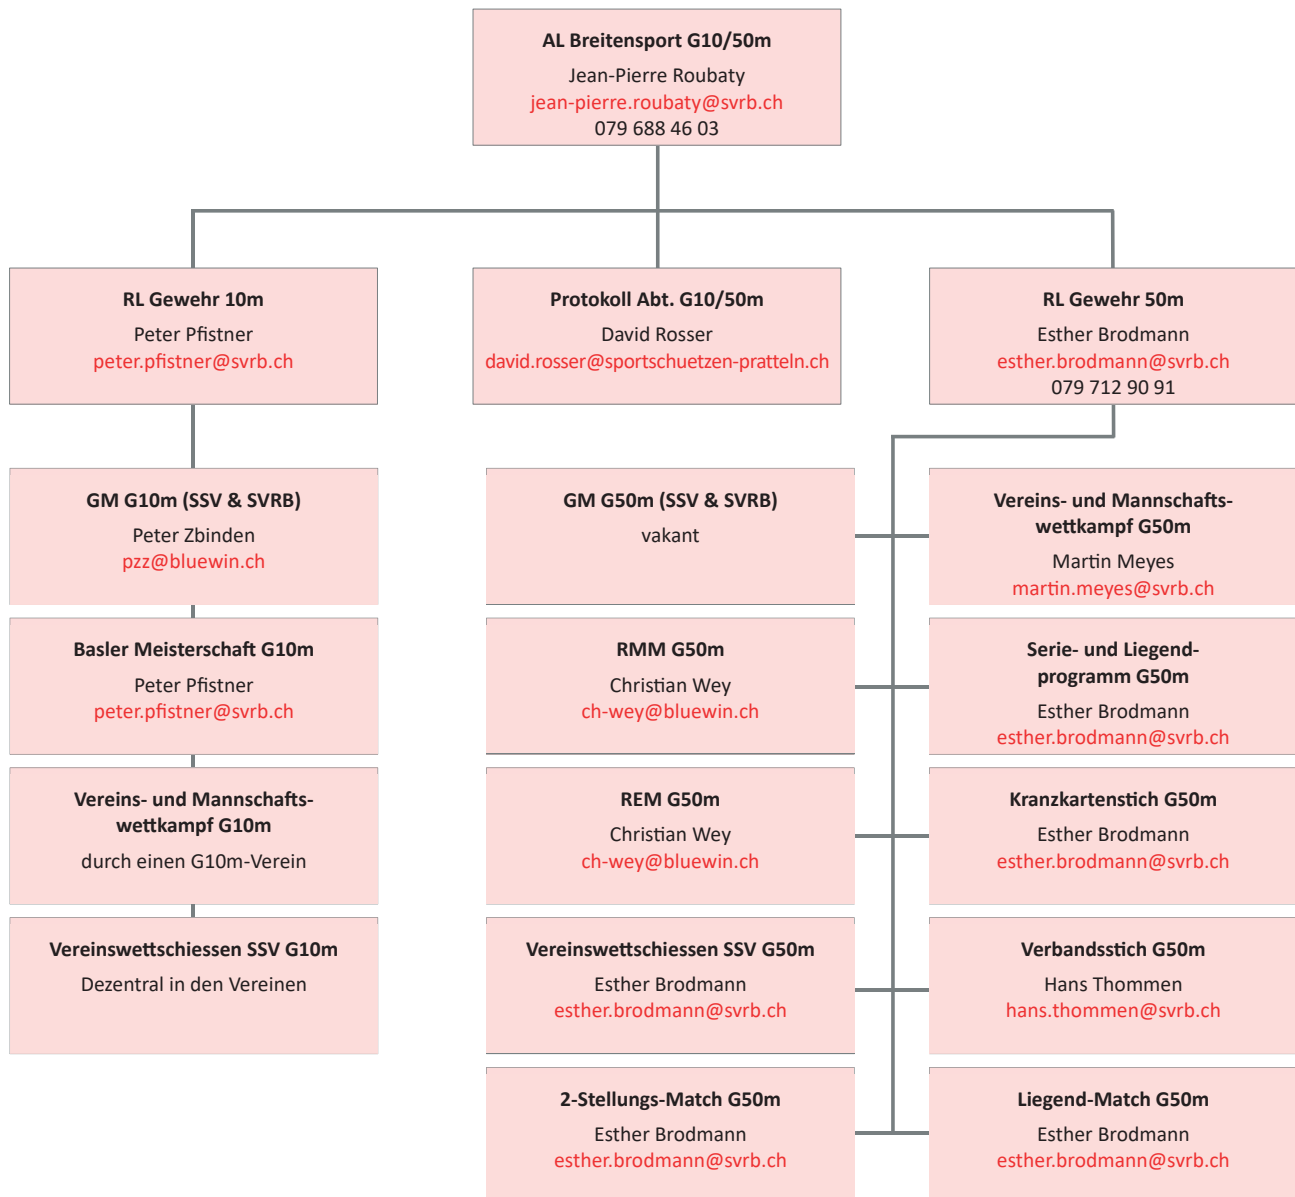 AL Breitensport G10/50m
Jean-Pierre Roubaty
jean-pierre.roubaty@svrb.ch
079 688 46 03
RL Gewehr 10m
Peter Pfistner
peter.pfistner@svrb.ch
Protokoll Abt. G10/50m
David Rosser
david.rosser@sportschuetzen-pratteln.ch
RL Gewehr 50m
Esther Brodmann
esther.brodmann@svrb.ch
079 712 90 91
GM G10m (SSV & SVRB)
Peter Zbinden
pzz@bluewin.ch
GM G50m (SSV & SVRB)
vakant
Vereins- und Mannschafts-
wettkampf G50m
Martin Meyes
martin.meyes@svrb.ch
Basler Meisterschaft G10m
Peter Pfistner
peter.pfistner@svrb.ch
RMM G50m
Christian Wey
ch-wey@bluewin.ch
Serie- und Liegend-
programm G50m
Esther Brodmann
esther.brodmann@svrb.ch
Vereins- und Mannschafts-
wettkampf G10m
durch einen G10m-Verein
REM G50m
Christian Wey
ch-wey@bluewin.ch
Kranzkartenstich G50m
Esther Brodmann
esther.brodmann@svrb.ch
Vereinswettschiessen SSV G10m
Dezentral in den Vereinen
Vereinswettschiessen SSV G50m
Esther Brodmann
esther.brodmann@svrb.ch
Verbandsstich G50m
Hans Thommen
hans.thommen@svrb.ch
2-Stellungs-Match G50m
Esther Brodmann
esther.brodmann@svrb.ch
Liegend-Match G50m
Esther Brodmann
esther.brodmann@svrb.ch